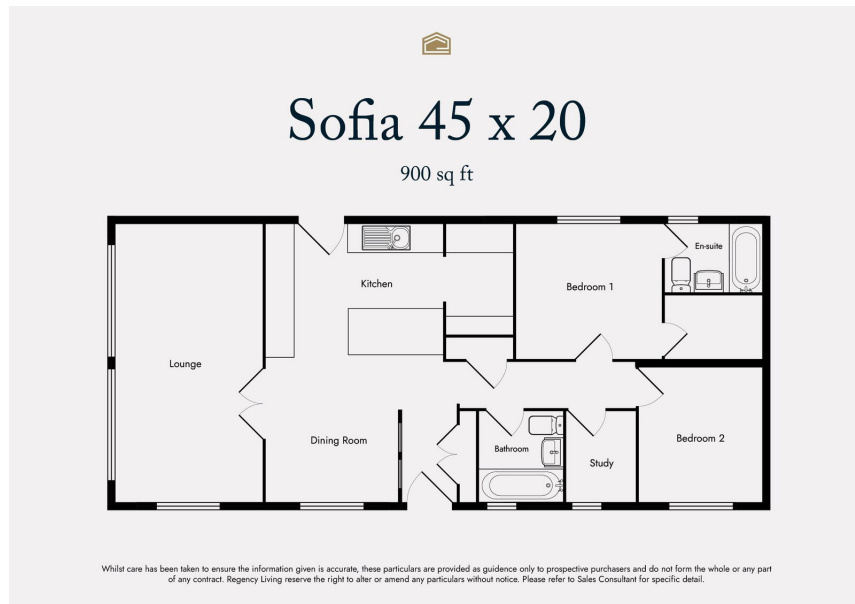 Sofia 45 x 20
900 sq ft
En-suite
Kitchen
Bedroom 1
Lounge
Dining Room
Bathroom
Study
Bedroom 2
Whilst care has been taken to ensure the information given is accurate, these particulars are provided as guidence only to prospective purchasers and do not form the whole or any part
of any contract. Regency Living reserve the right to alter or amend any particulars without notice. Please refer to Sales Consultant for specific detail.